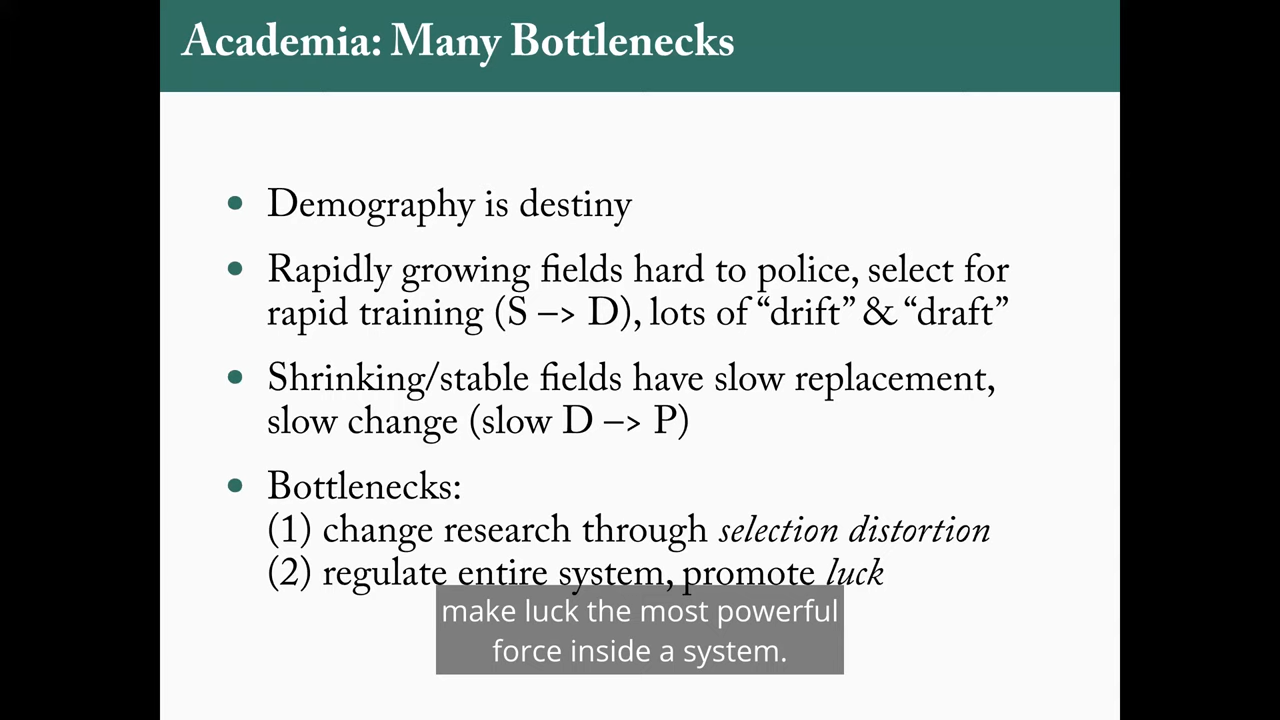 Academia: Many Bottlenecks
• Demography is destiny
• Rapidly growing fields hard to police, select for
rapid training (S –> D), lots of “drift” & “draft”
• Shrinking/stable fields have slow replacement,
slow change (slow D –> P)
• Bottlenecks:
(1) change research through selection distortion
(2) regulate entire system, promote luck
make luck the most powerful
force inside a system.